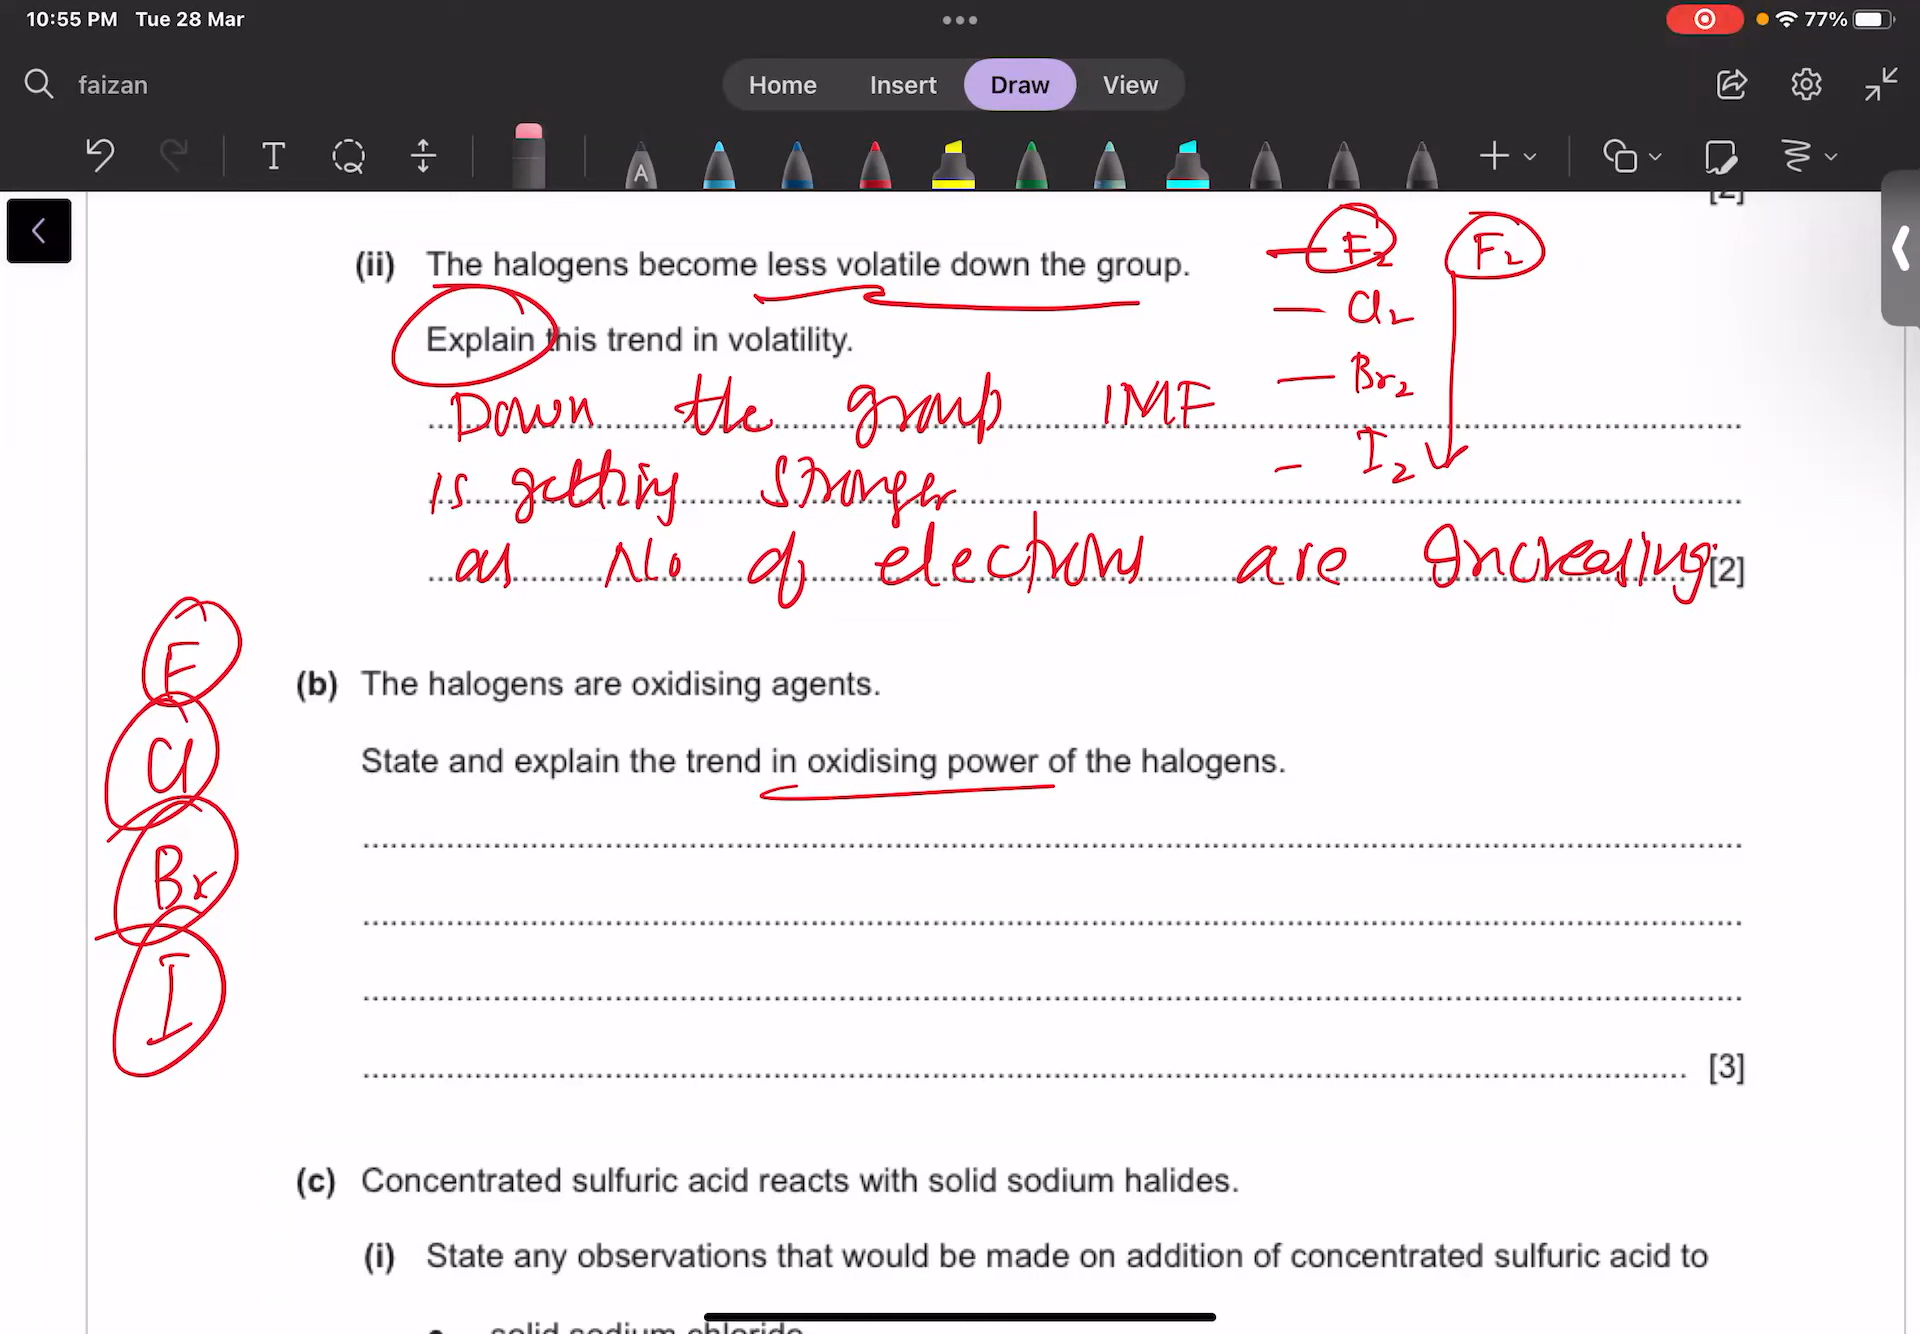 10:55 PM Tue 28 Mar
77%
faizan
Home Insert Draw View
T
A
[2]
(ii) The halogens become less volatile down the group.
F2 F2
Cl2
Explain this trend in volatility.
Br2
Down the group IMF
I2
is getting stronger
as No of electrons are increasing [2]
F
(b) The halogens are oxidising agents.
Cl
State and explain the trend in oxidising power of the halogens.
Br
I
[3]
(c) Concentrated sulfuric acid reacts with solid sodium halides.
(i) State any observations that would be made on addition of concentrated sulfuric acid to
• solid sodium chloride